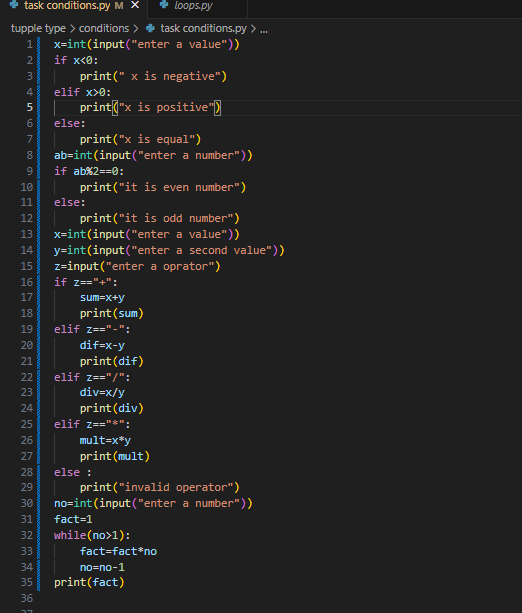 task conditions.py M × loops.py
tupple type > conditions > task conditions.py > ...
1 x=int(input("enter a value"))
2 if x<0:
3     print(" x is negative")
4 elif x>0:
5     print("x is positive")
6 else:
7     print("x is equal")
8 ab=int(input("enter a number"))
9 if ab%2==0:
10     print("it is even number")
11 else:
12     print("it is odd number")
13 x=int(input("enter a value"))
14 y=int(input("enter a second value"))
15 z=input("enter a oprator")
16 if z=="+":
17     sum=x+y
18     print(sum)
19 elif z=="-":
20     dif=x-y
21     print(dif)
22 elif z=="/":
23     div=x/y
24     print(div)
25 elif z=="*":
26     mult=x*y
27     print(mult)
28 else :
29     print("invalid operator")
30 no=int(input("enter a number"))
31 fact=1
32 while(no>1):
33     fact=fact*no
34     no=no-1
35 print(fact)
36
37